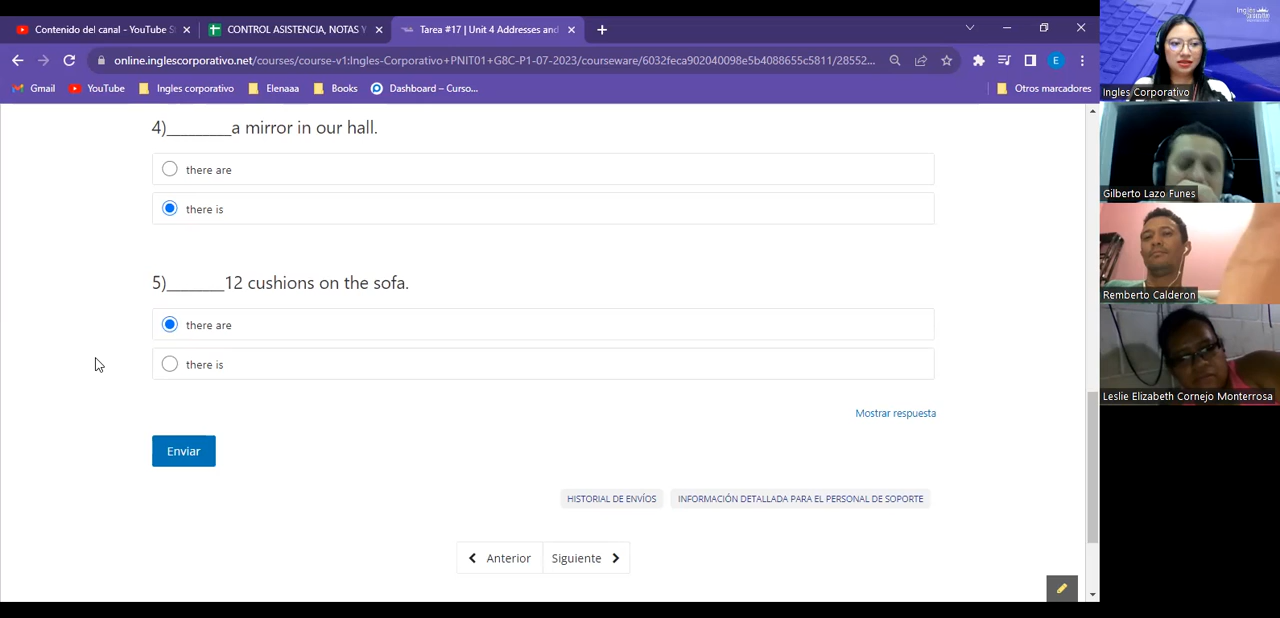 Contenido del canal - YouTube S
CONTROL ASISTENCIA, NOTAS Y
Tarea #17 | Unit 4 Addresses and
online.inglescorporativo.net/courses/course-v1:Ingles-Corporativo+PNIT01+G8C-P1-07-2023/courseware/6032feca902040098e5b4088655c5811/28552...
E
Gmail
YouTube
Ingles corporativo
Elenaaa
Books
Dashboard – Curso...
Otros marcadores
4)________a mirror in our hall.
there are
there is
5)_______12 cushions on the sofa.
there are
there is
Mostrar respuesta
Enviar
HISTORIAL DE ENVÍOS
INFORMACIÓN DETALLADA PARA EL PERSONAL DE SOPORTE
Anterior
Siguiente
Ingles Corporativo
Gilberto Lazo Funes
Remberto Calderon
Leslie Elizabeth Cornejo Monterrosa